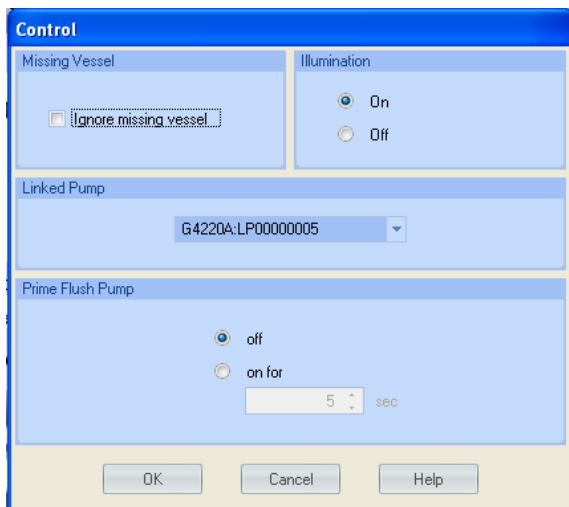 Control
Missing Vessel
Ignore missing vessel
Illumination
On
Off
Linked Pump
G4220A:LP00000005
Prime Flush Pump
off
on for
5 sec
OK Cancel Help